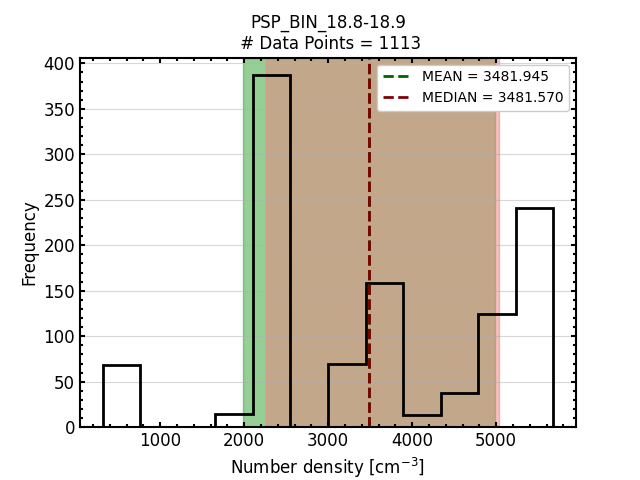 PSP_BIN_18.8-18.9
# Data Points = 1113
MEAN = 3481.945
MEDIAN = 3481.570
Frequency
400
350
300
250
200
150
100
50
0
1000 2000 3000 4000 5000
Number density [cm⁻³]